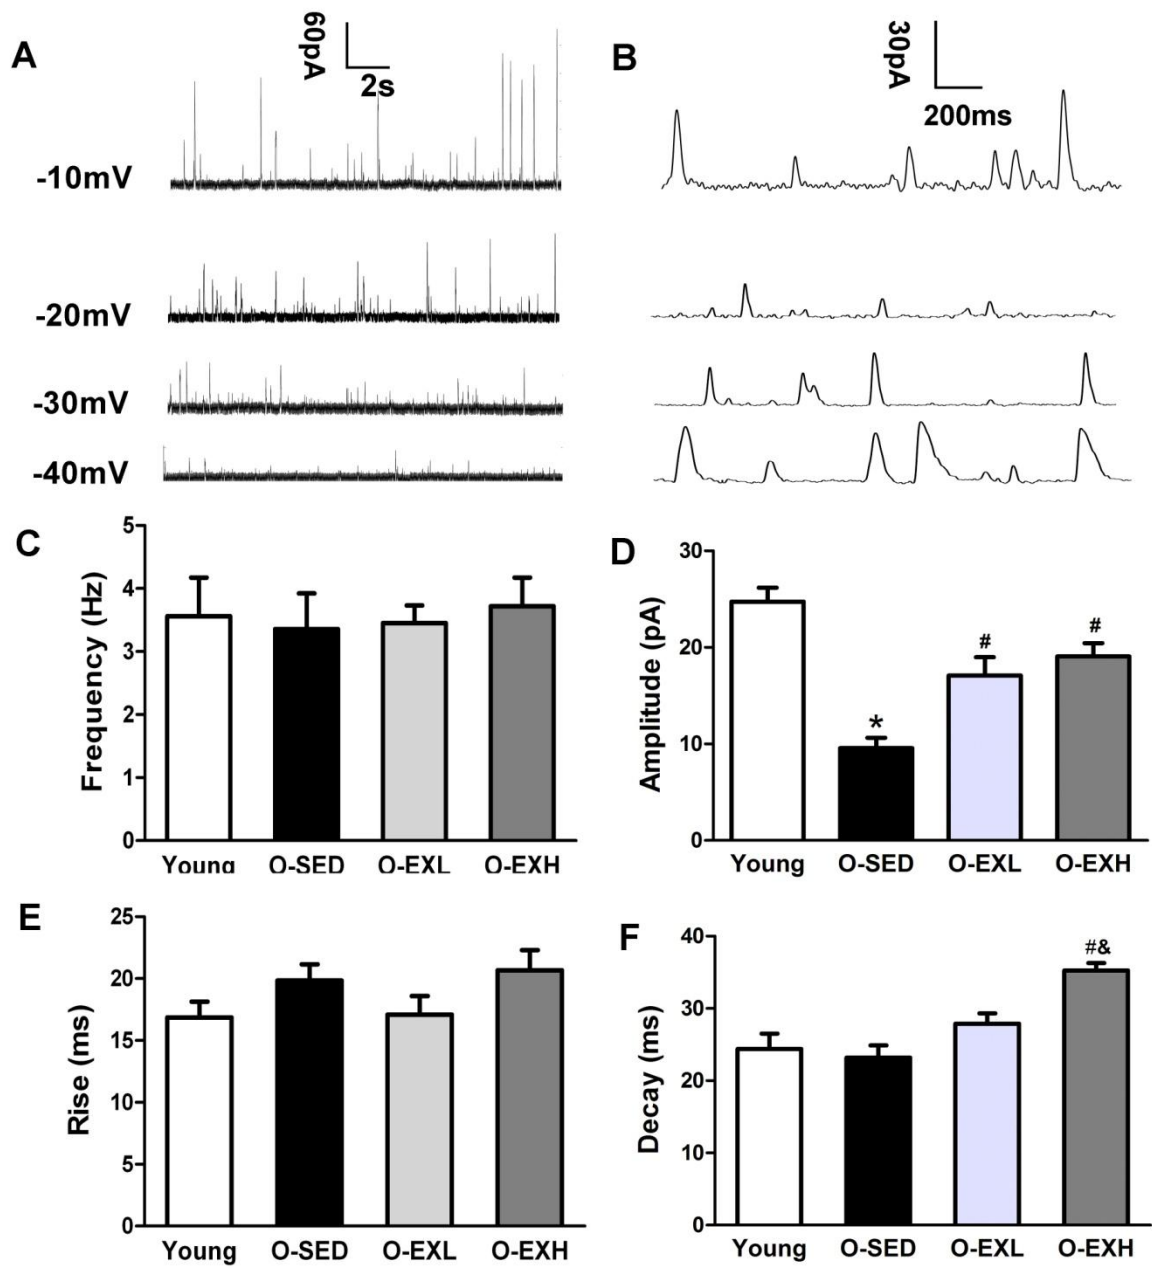 A
60pA
2s
-10mV
-20mV
-30mV
-40mV
B
30pA
200ms
C
Frequency (Hz)
5
4
3
2
1
0
Young
O-SED
O-EXL
O-EXH
D
Amplitude (pA)
30
20
10
0
*
#
#
Young
O-SED
O-EXL
O-EXH
E
Rise (ms)
25
20
15
10
5
0
Young
O-SED
O-EXL
O-EXH
F
Decay (ms)
40
30
20
10
0
#&
Young
O-SED
O-EXL
O-EXH